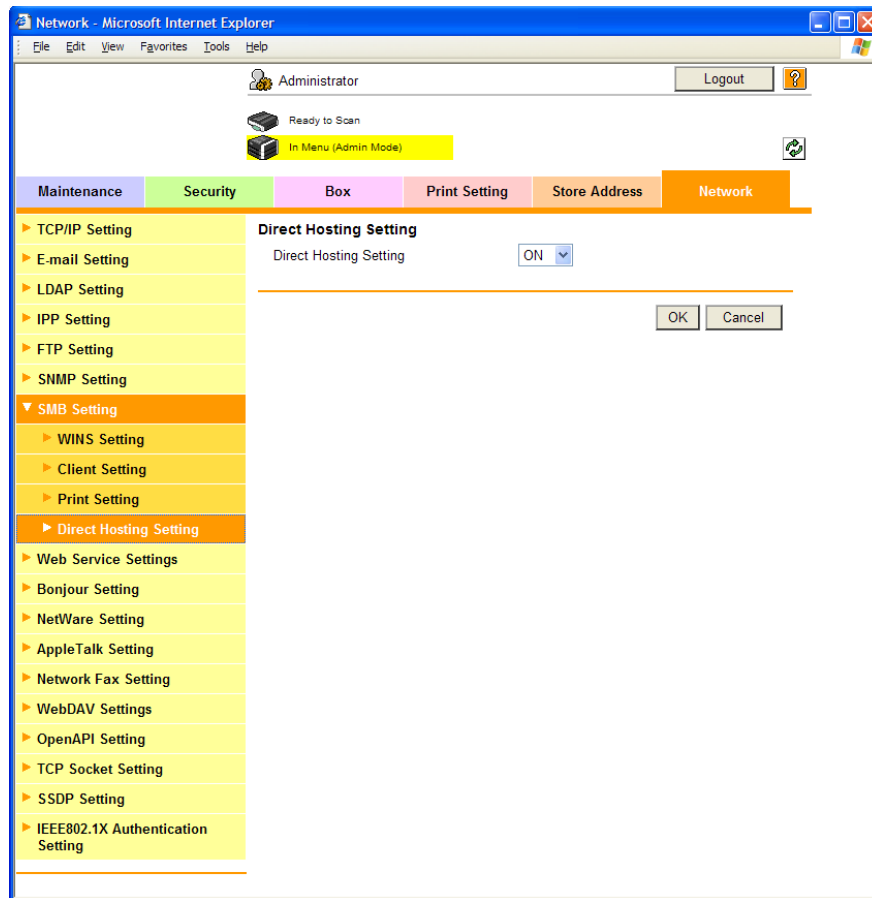 Network - Microsoft Internet Explorer
File Edit View Favorites Tools Help
Administrator
Logout
?
Ready to Scan
In Menu (Admin Mode)
Maintenance
Security
Box
Print Setting
Store Address
Network
TCP/IP Setting
E-mail Setting
LDAP Setting
IPP Setting
FTP Setting
SNMP Setting
SMB Setting
WINS Setting
Client Setting
Print Setting
Direct Hosting Setting
Web Service Settings
Bonjour Setting
NetWare Setting
AppleTalk Setting
Network Fax Setting
WebDAV Settings
OpenAPI Setting
TCP Socket Setting
SSDP Setting
IEEE802.1X Authentication
Setting
Direct Hosting Setting
Direct Hosting Setting ON
OK Cancel